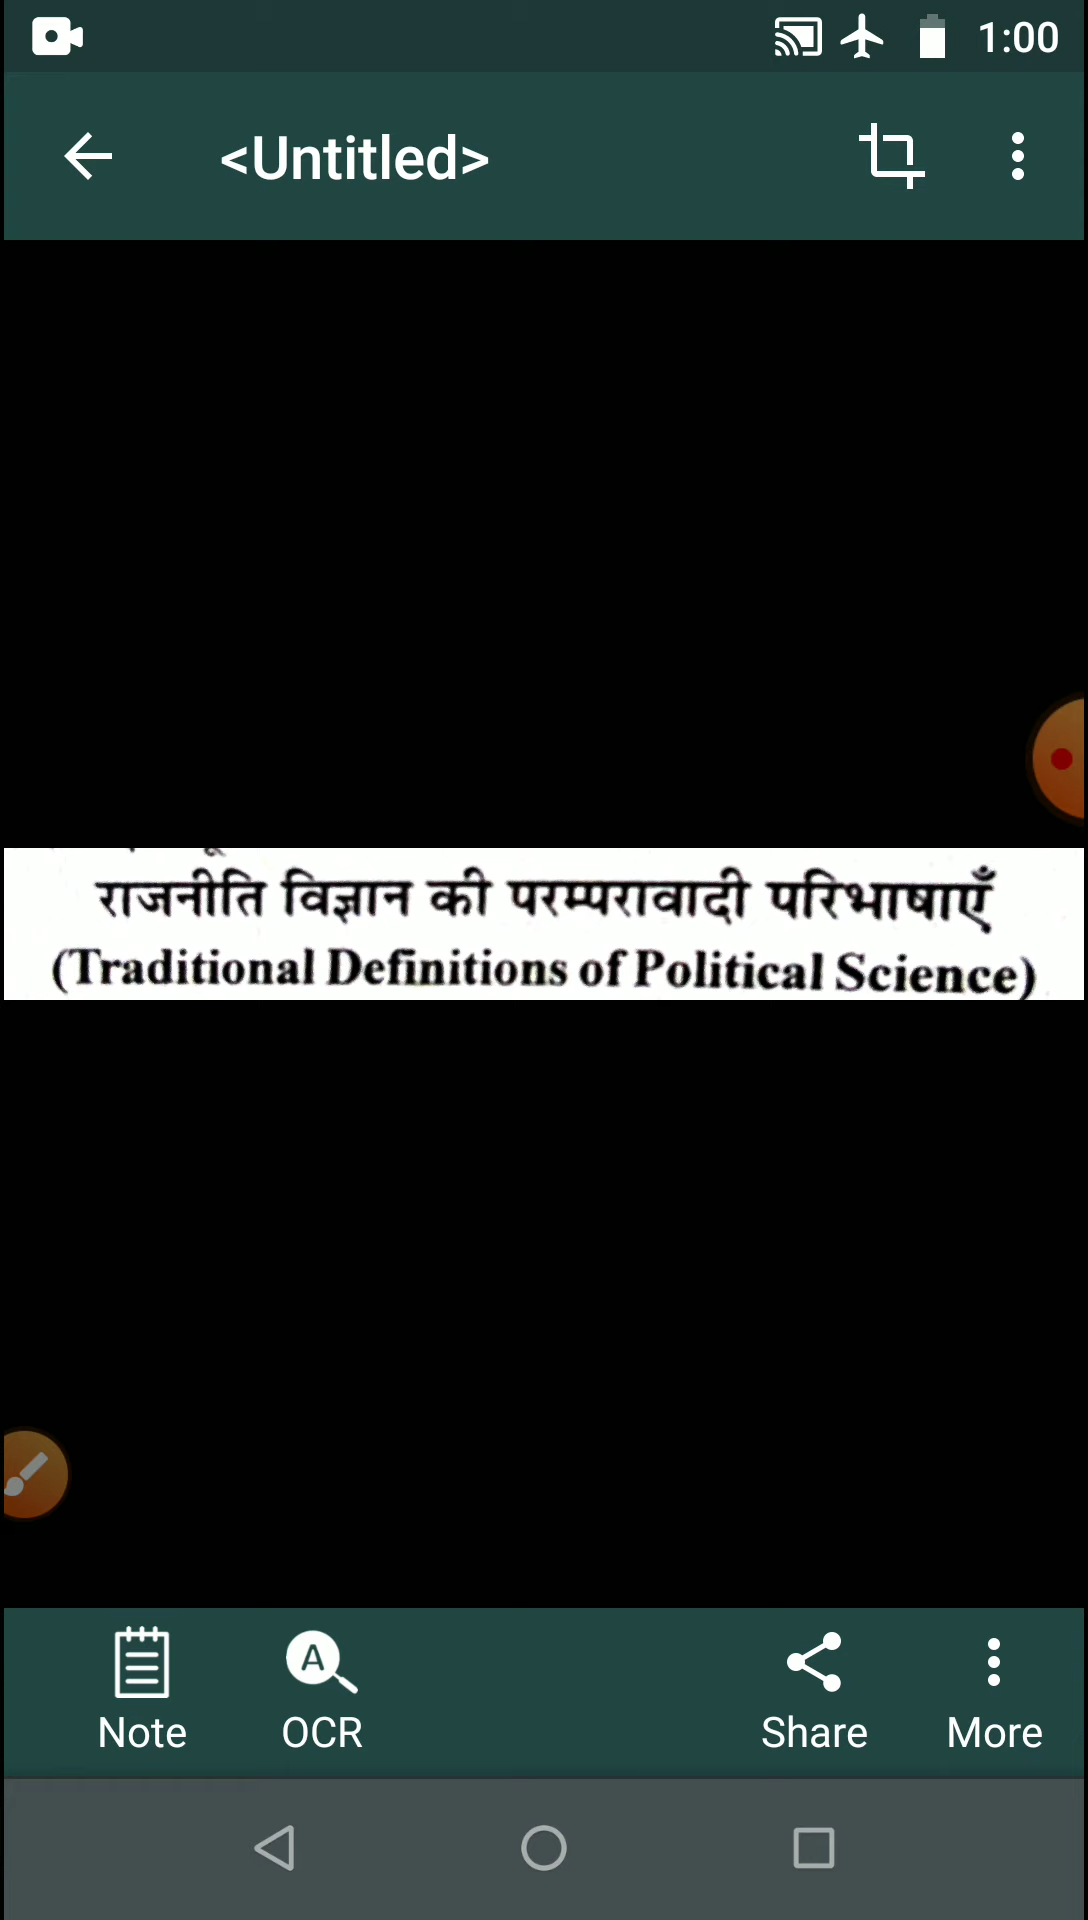 1:00
<Untitled>
राजनीति विज्ञान की परम्परावादी परिभाषाएँ
(Traditional Definitions of Political Science)
A
Note OCR Share More